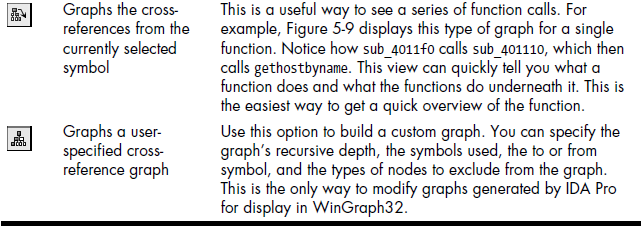 Graphs the cross-
references from the
currently selected
symbol
This is a useful way to see a series of function calls. For
example, Figure 5-9 displays this type of graph for a single
function. Notice how sub_4011f0 calls sub_401110, which then
calls gethostbyname. This view can quickly tell you what a
function does and what the functions do underneath it. This is
the easiest way to get a quick overview of the function.
Graphs a user-
specified cross-
reference graph
Use this option to build a custom graph. You can specify the
graph’s recursive depth, the symbols used, the to or from
symbol, and the types of nodes to exclude from the graph.
This is the only way to modify graphs generated by IDA Pro
for display in WinGraph32.